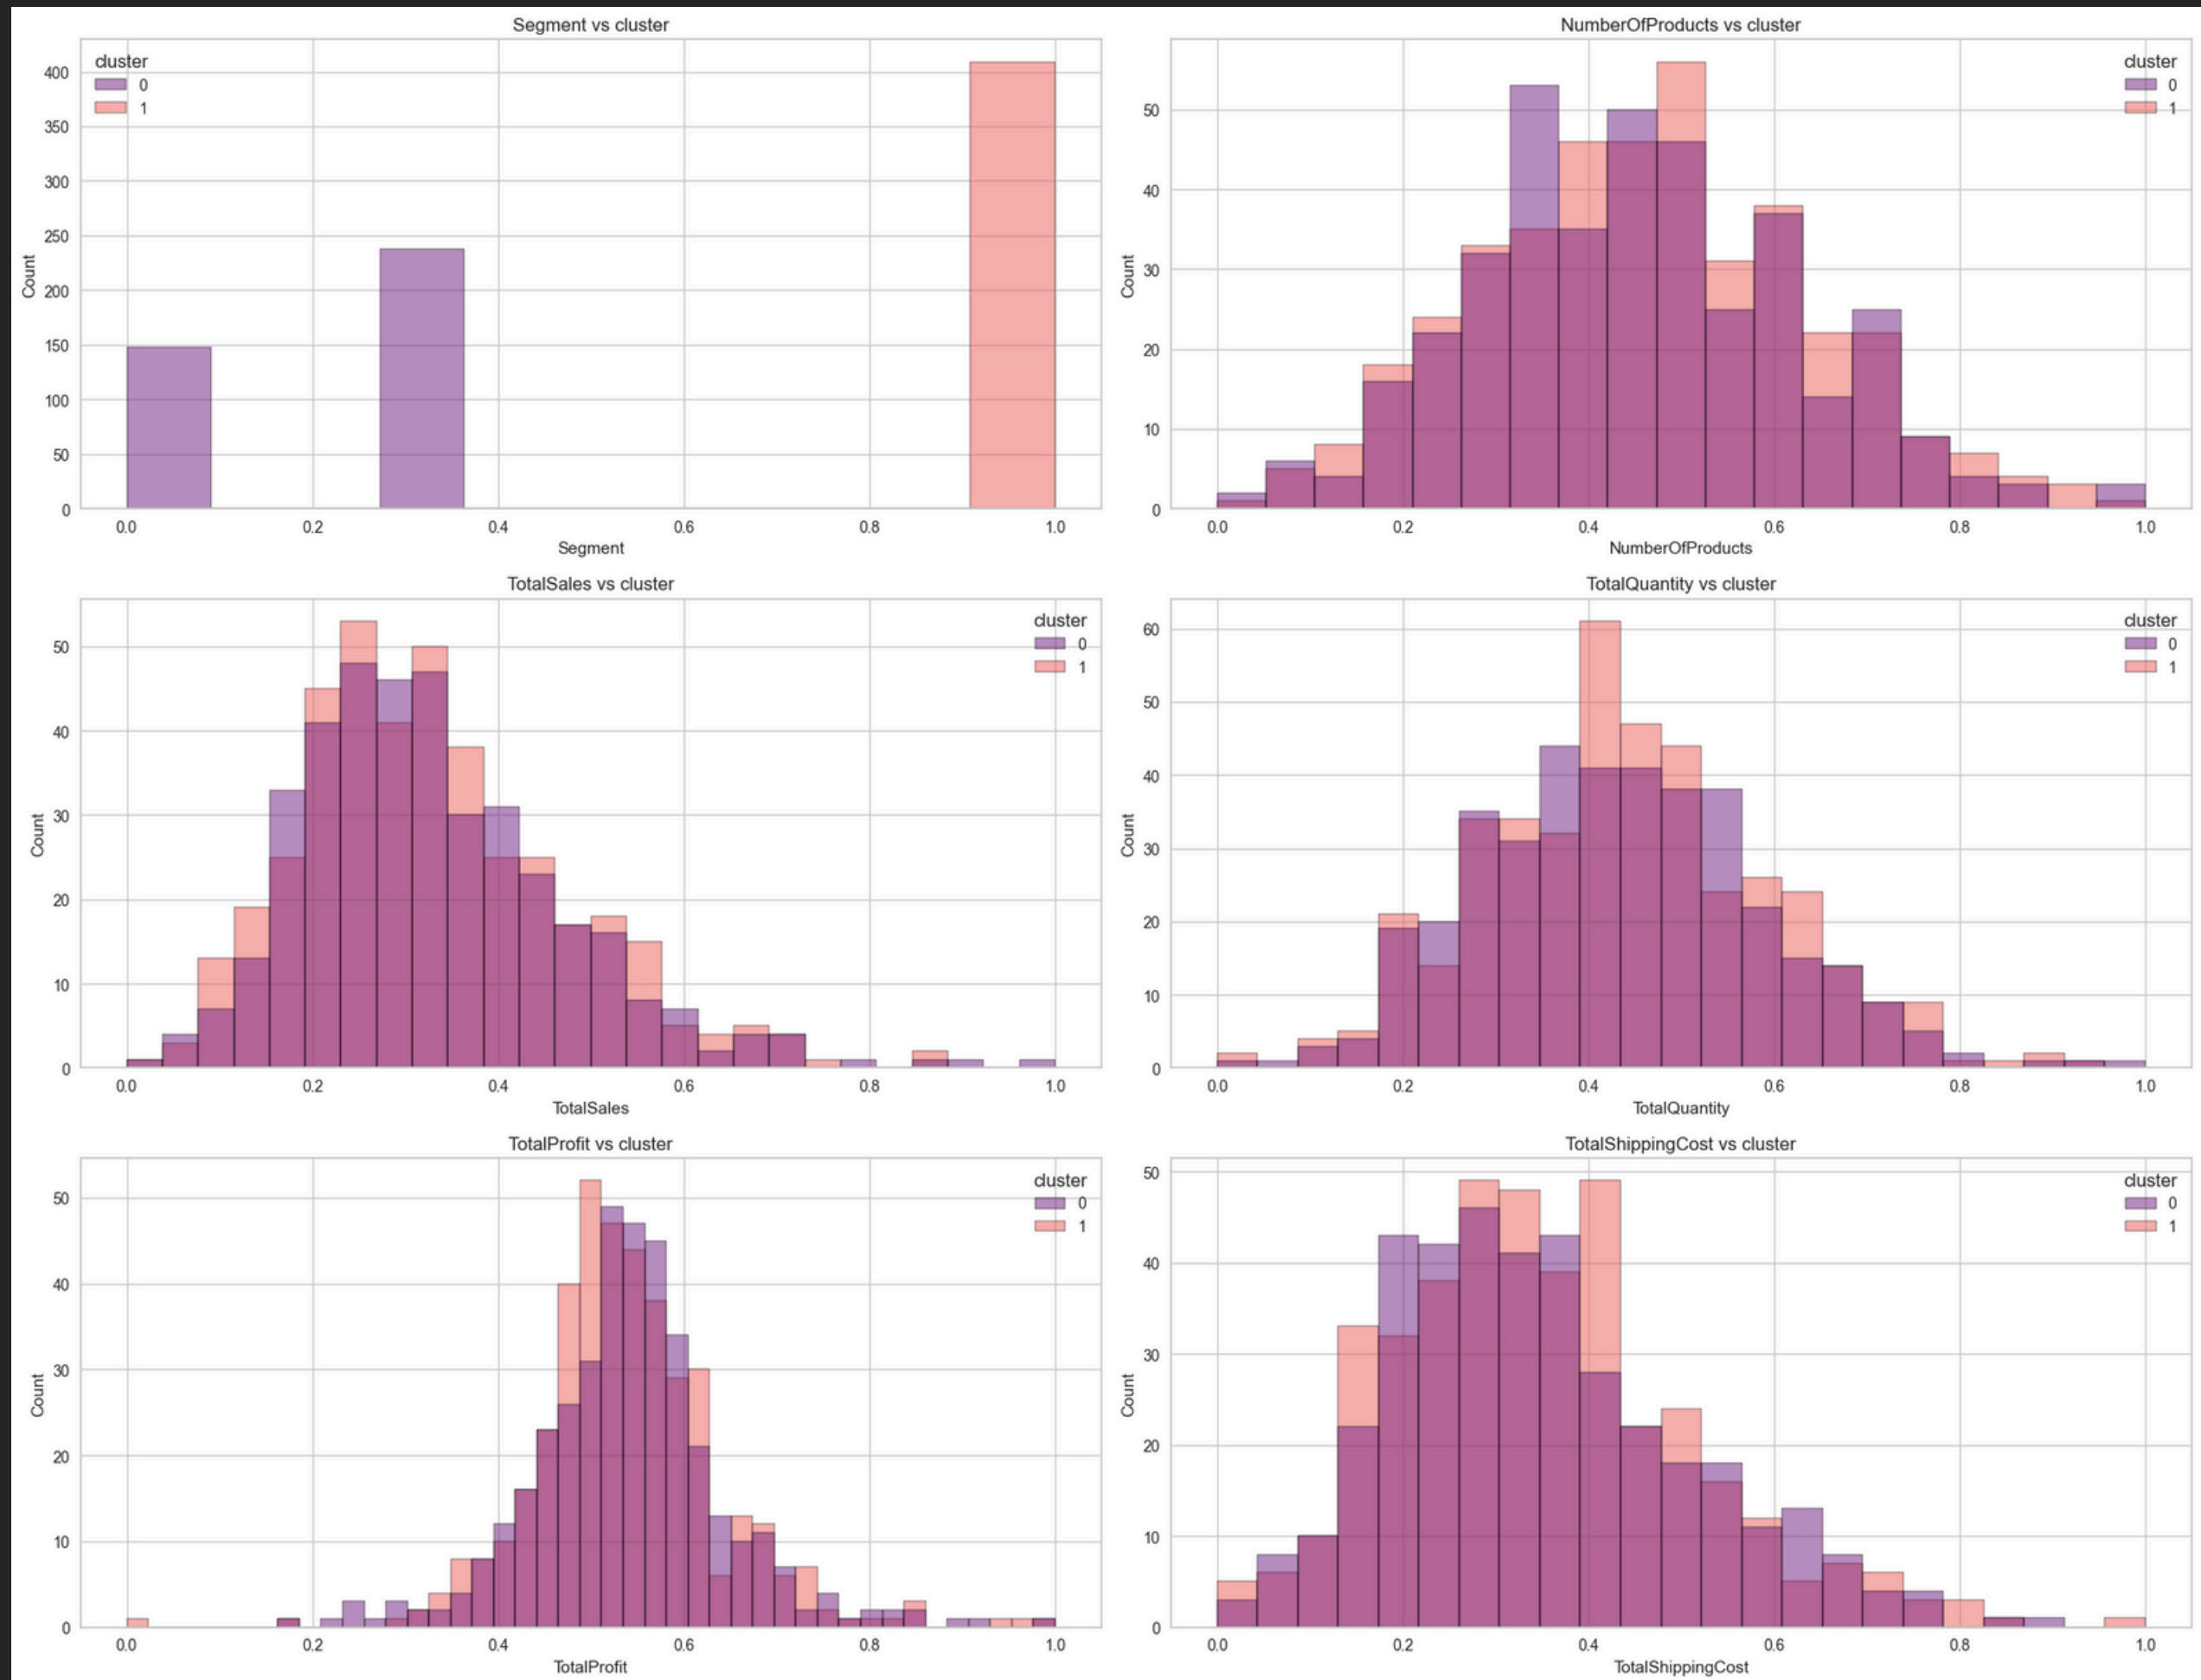 Segment vs cluster
cluster
0
1
400
350
300
250
200
150
100
50
0
Count
0.0 0.2 0.4 0.6 0.8 1.0
Segment
NumberOfProducts vs cluster
cluster
0
1
50
40
30
20
10
0
Count
0.0 0.2 0.4 0.6 0.8 1.0
NumberOfProducts
TotalSales vs cluster
cluster
0
1
50
40
30
20
10
0
Count
0.0 0.2 0.4 0.6 0.8 1.0
TotalSales
TotalQuantity vs cluster
cluster
0
1
60
50
40
30
20
10
0
Count
0.0 0.2 0.4 0.6 0.8 1.0
TotalQuantity
TotalProfit vs cluster
cluster
0
1
50
40
30
20
10
0
Count
0.0 0.2 0.4 0.6 0.8 1.0
TotalProfit
TotalShippingCost vs cluster
cluster
0
1
50
40
30
20
10
0
Count
0.0 0.2 0.4 0.6 0.8 1.0
TotalShippingCost